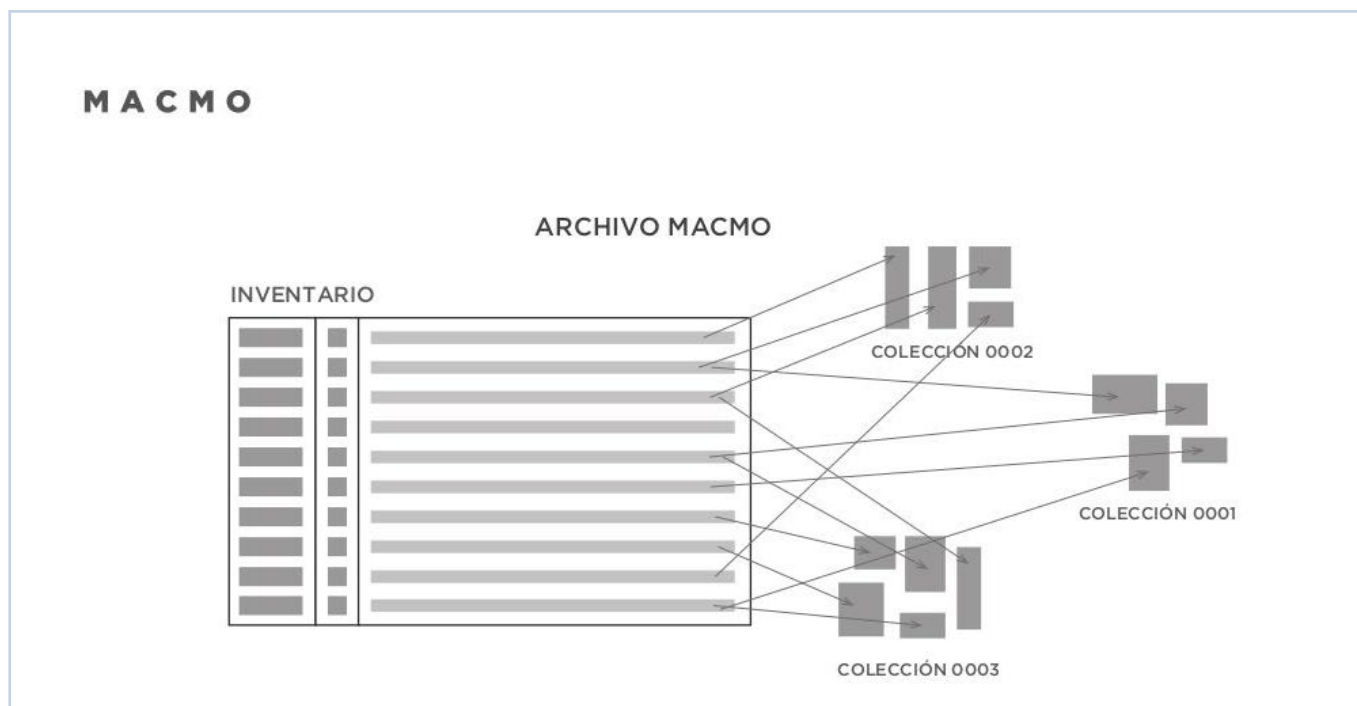 MACMO
ARCHIVO MACMO
INVENTARIO
COLECCIÓN 0002
COLECCIÓN 0001
COLECCIÓN 0003